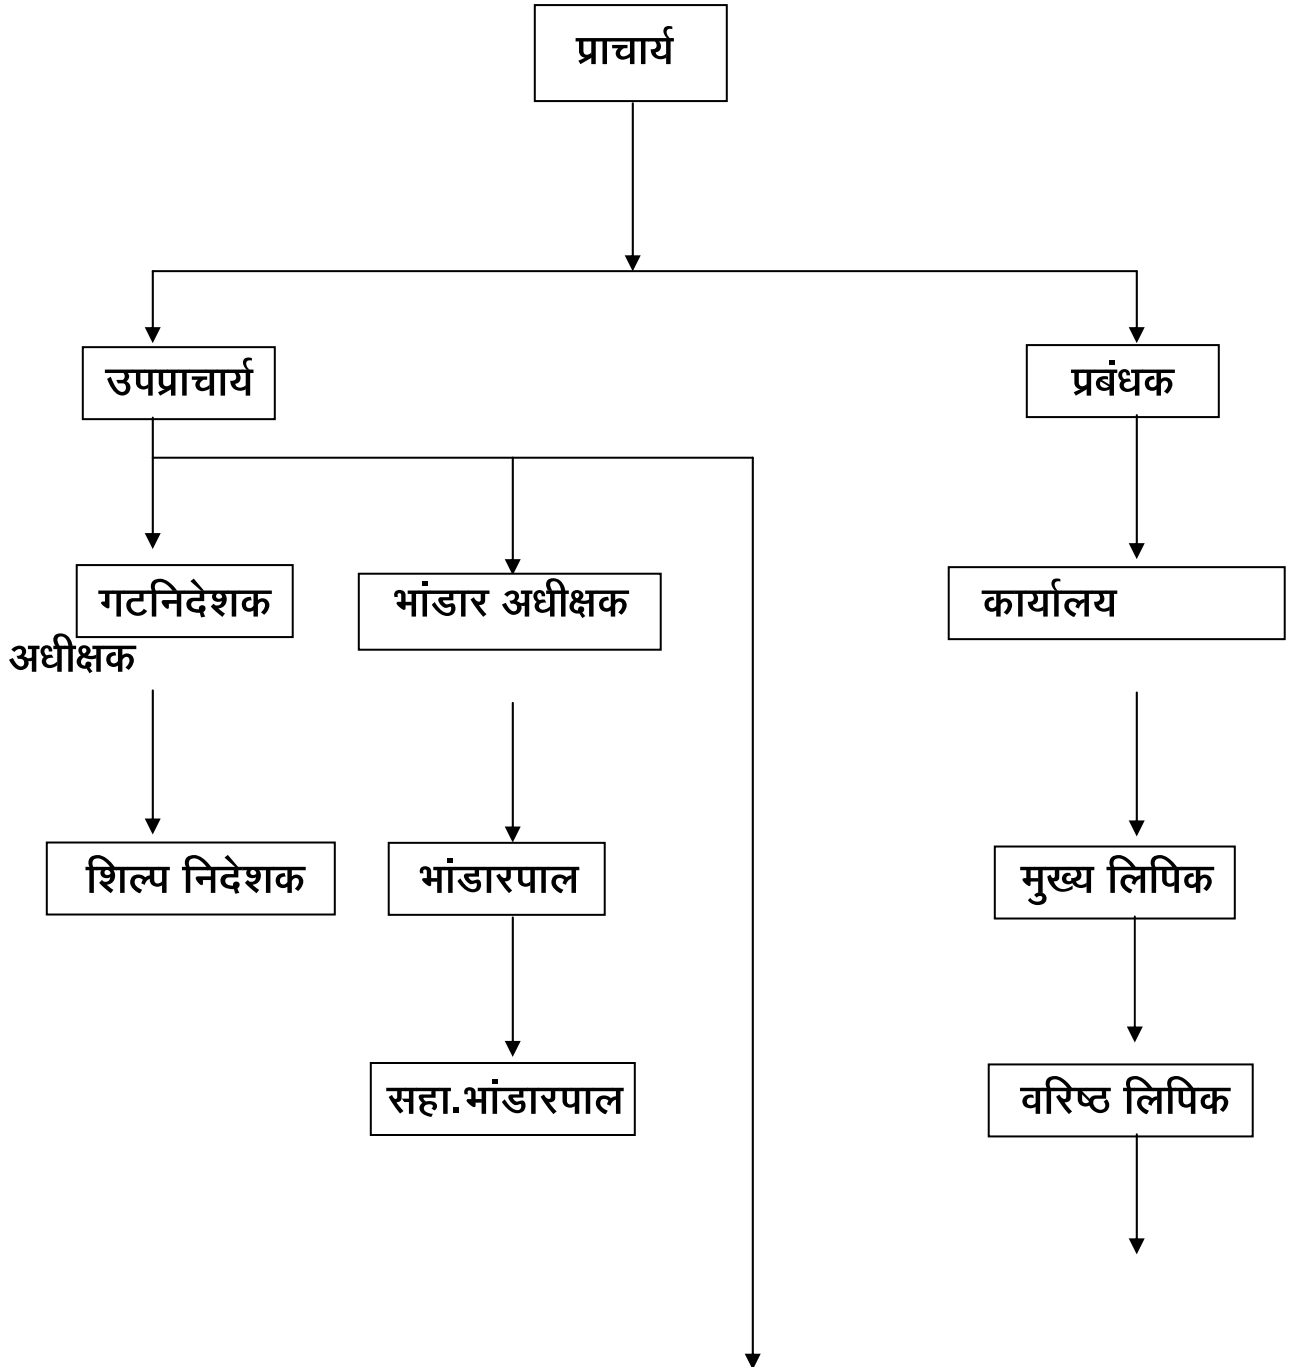 प्राचार्य
उपप्राचार्य प्रबंधक
गटनिदेशक भांडार अधीक्षक कार्यालय
अधीक्षक
शिल्प निदेशक भांडारपाल मुख्य लिपिक
सहा.भांडारपाल वरिष्ठ लिपिक